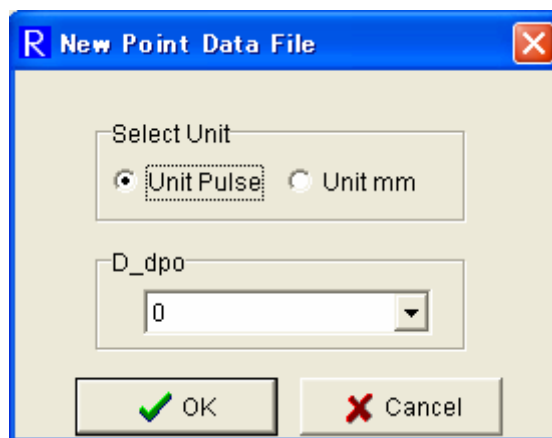 R New Point Data File
Select Unit
Unit Pulse Unit mm
D_dpo
0
OK Cancel